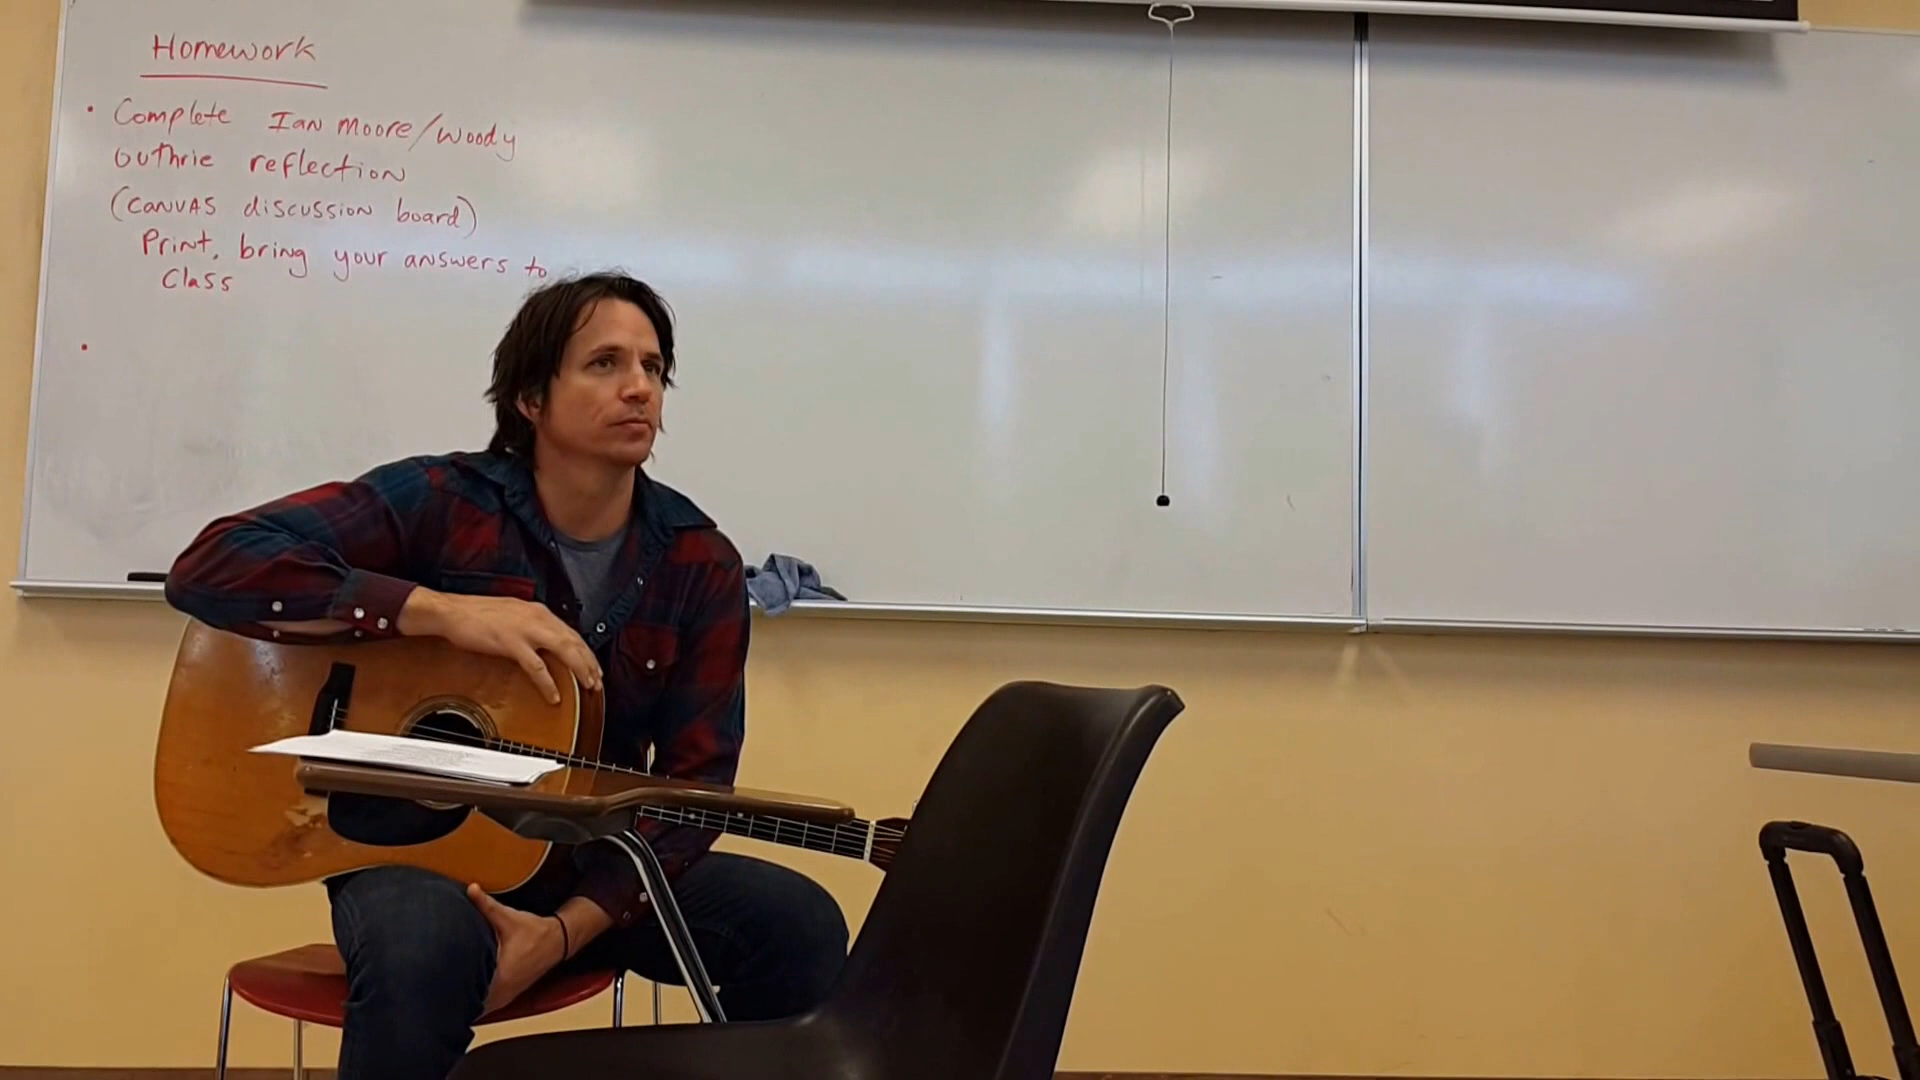 Homework
• Complete Ian Moore/Woody
Guthrie reflection
(CANVAS discussion board)
Print, bring your answers to
Class
•